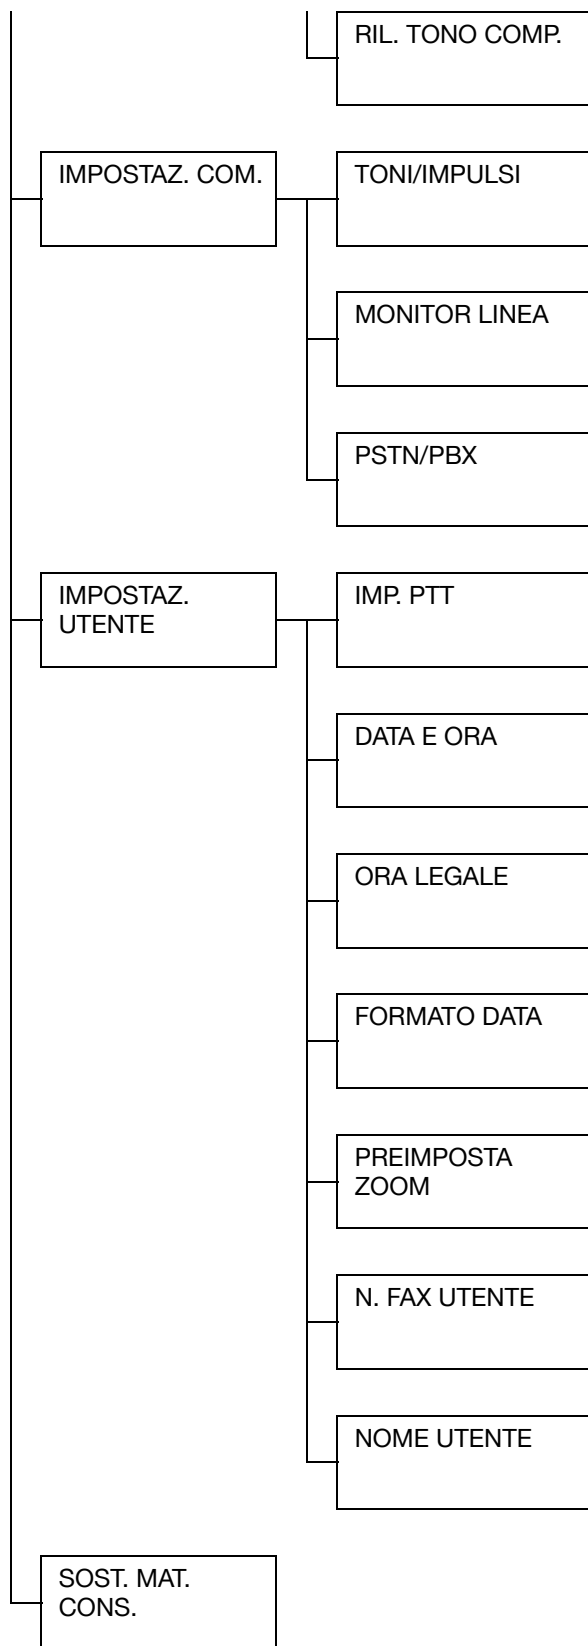 RIL. TONO COMP.
IMPOSTAZ. COM.
TONI/IMPULSI
MONITOR LINEA
PSTN/PBX
IMPOSTAZ.
UTENTE
IMP. PTT
DATA E ORA
ORA LEGALE
FORMATO DATA
PREIMPOSTA
ZOOM
N. FAX UTENTE
NOME UTENTE
SOST. MAT.
CONS.